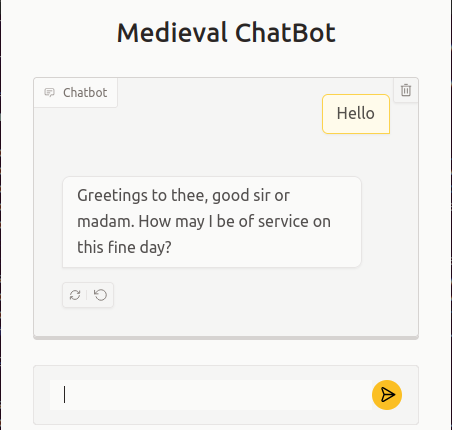 Medieval ChatBot
Chatbot
Hello
Greetings to thee, good sir or
madam. How may I be of service on
this fine day?